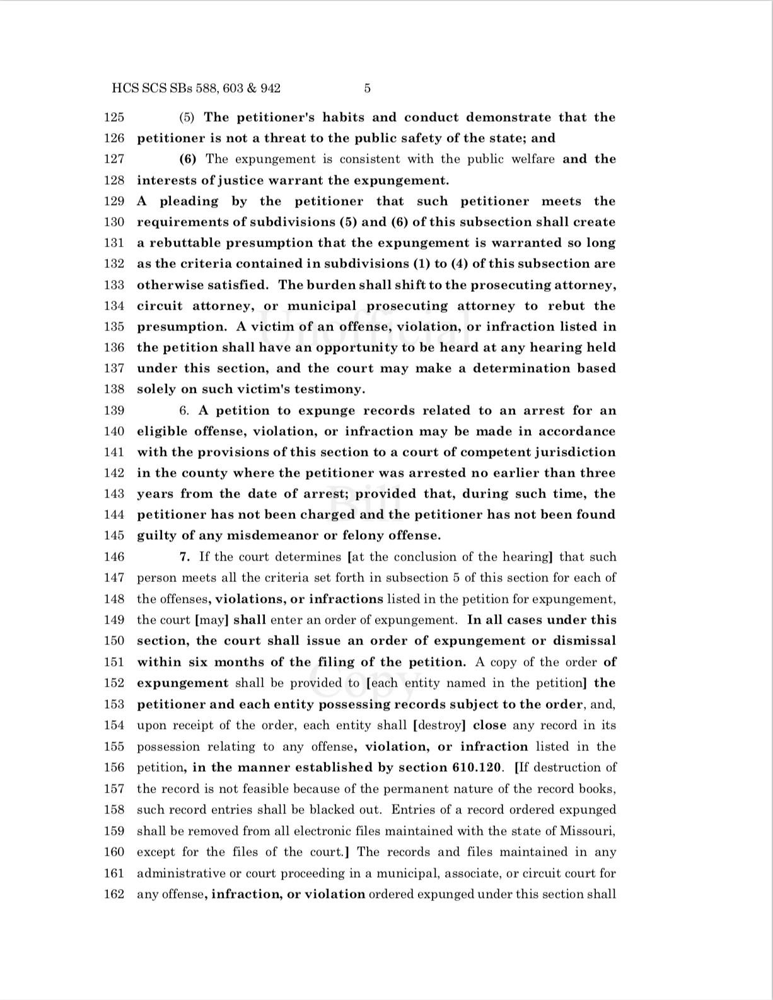 HCS SCS SBs 588, 603 & 942 5
125 (5) The petitioner's habits and conduct demonstrate that the
126 petitioner is not a threat to the public safety of the state; and
127 (6) The expungement is consistent with the public welfare and the
128 interests of justice warrant the expungement.
129 A pleading by the petitioner that such petitioner meets the
130 requirements of subdivisions (5) and (6) of this subsection shall create
131 a rebuttable presumption that the expungement is warranted so long
132 as the criteria contained in subdivisions (1) to (4) of this subsection are
133 otherwise satisfied. The burden shall shift to the prosecuting attorney,
134 circuit attorney, or municipal prosecuting attorney to rebut the
135 presumption. A victim of an offense, violation, or infraction listed in
136 the petition shall have an opportunity to be heard at any hearing held
137 under this section, and the court may make a determination based
138 solely on such victim's testimony.
139 6. A petition to expunge records related to an arrest for an
140 eligible offense, violation, or infraction may be made in accordance
141 with the provisions of this section to a court of competent jurisdiction
142 in the county where the petitioner was arrested no earlier than three
143 years from the date of arrest; provided that, during such time, the
144 petitioner has not been charged and the petitioner has not been found
145 guilty of any misdemeanor or felony offense.
146 7. If the court determines [at the conclusion of the hearing] that such
147 person meets all the criteria set forth in subsection 5 of this section for each of
148 the offenses, violations, or infractions listed in the petition for expungement,
149 the court [may] shall enter an order of expungement. In all cases under this
150 section, the court shall issue an order of expungement or dismissal
151 within six months of the filing of the petition. A copy of the order of
152 expungement shall be provided to [each entity named in the petition] the
153 petitioner and each entity possessing records subject to the order, and,
154 upon receipt of the order, each entity shall [destroy] close any record in its
155 possession relating to any offense, violation, or infraction listed in the
156 petition, in the manner established by section 610.120. [If destruction of
157 the record is not feasible because of the permanent nature of the record books,
158 such record entries shall be blacked out. Entries of a record ordered expunged
159 shall be removed from all electronic files maintained with the state of Missouri,
160 except for the files of the court.] The records and files maintained in any
161 administrative or court proceeding in a municipal, associate, or circuit court for
162 any offense, infraction, or violation ordered expunged under this section shall
Unofficial
Bill
Copy